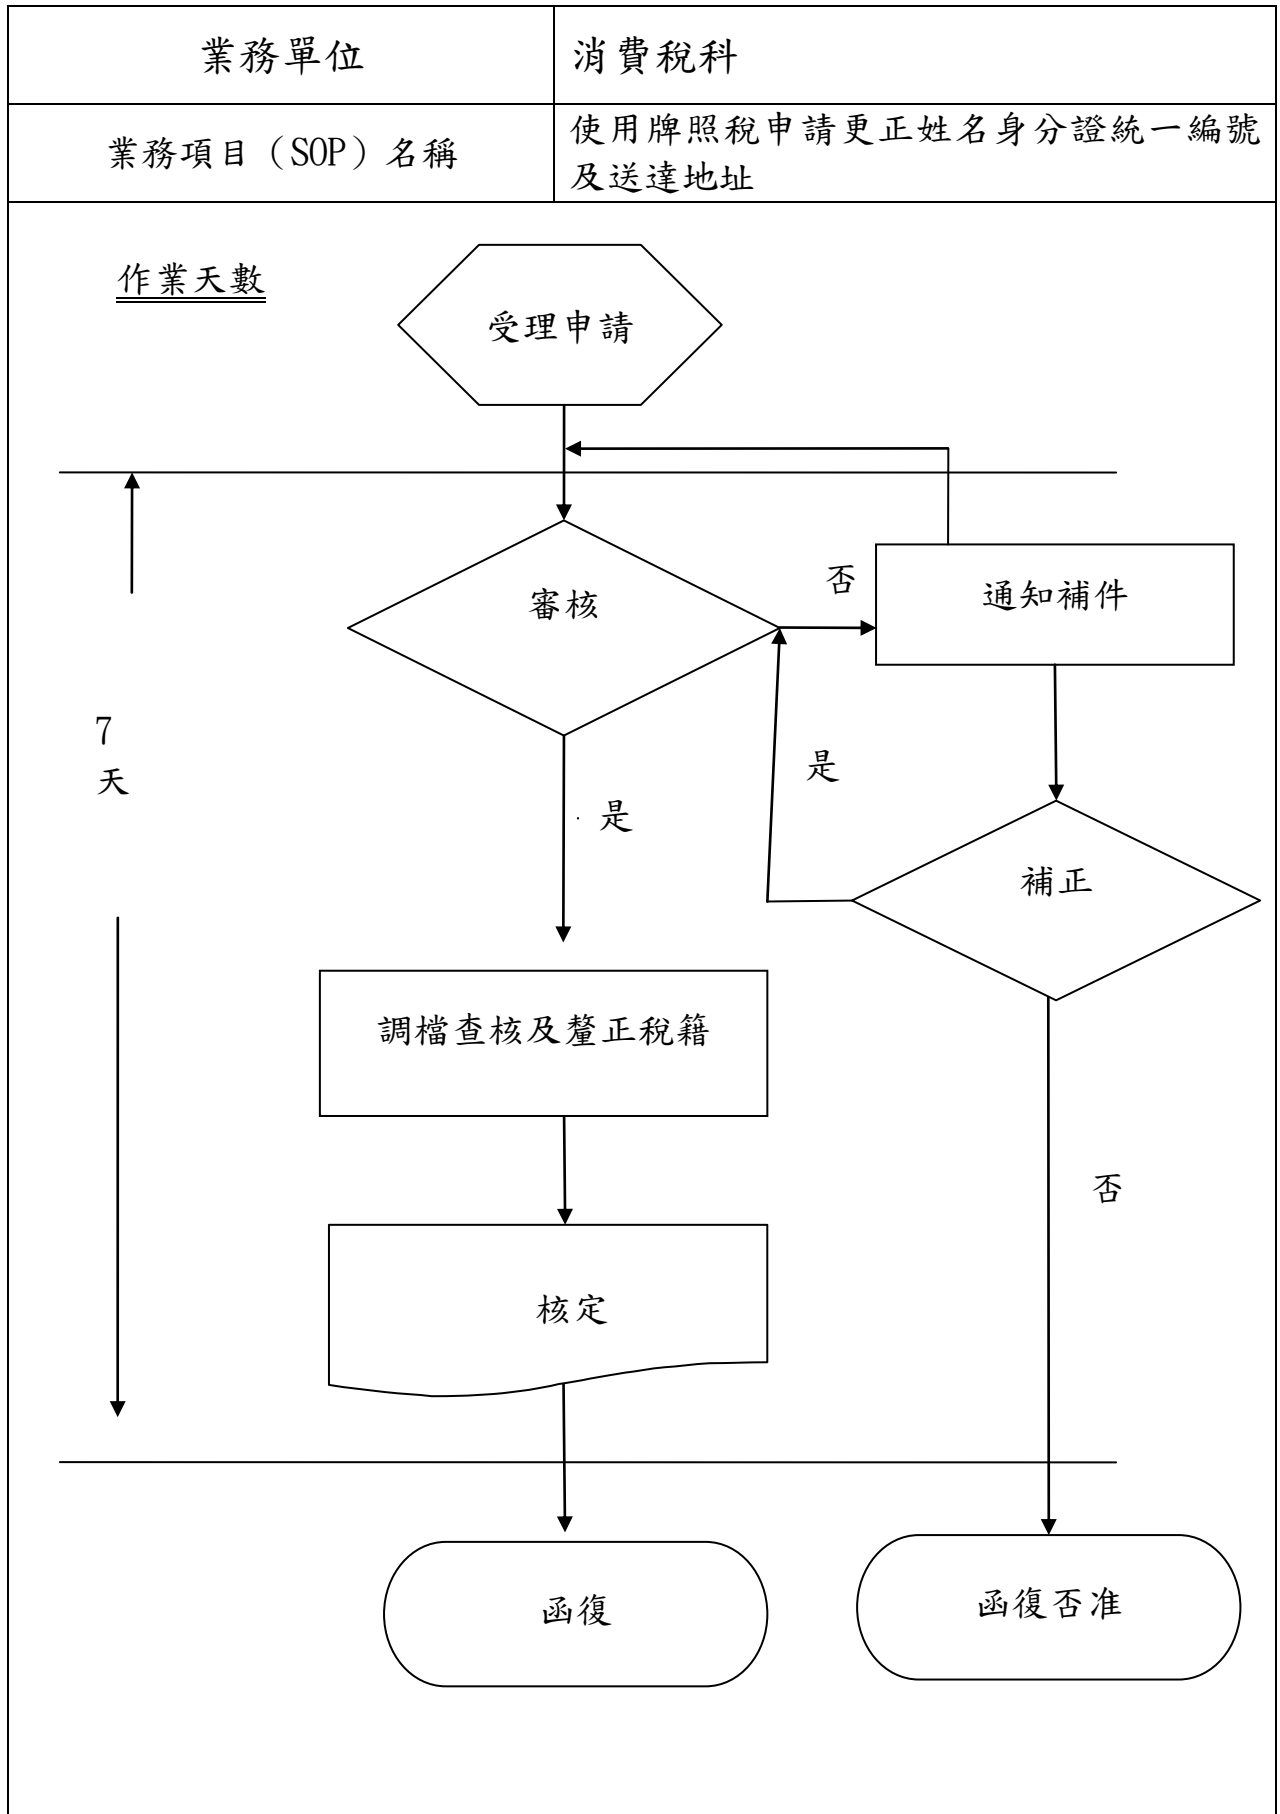 業務單位
消費稅科
業務項目（SOP）名稱
使用牌照稅申請更正姓名身分證統一編號
及送達地址
作業天數
受理申請
審核
否
通知補件
7
天
是
是
補正
調檔查核及釐正稅籍
否
核定
函復
函復否准